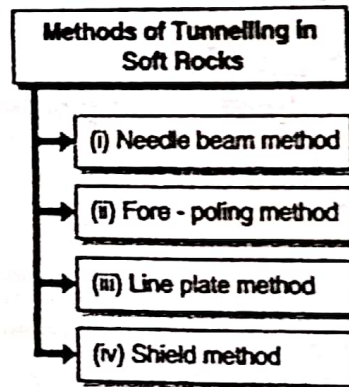 Methods of Tunnelling in
Soft Rocks
(i) Needle beam method
(ii) Fore - poling method
(iii) Line plate method
(iv) Shield method